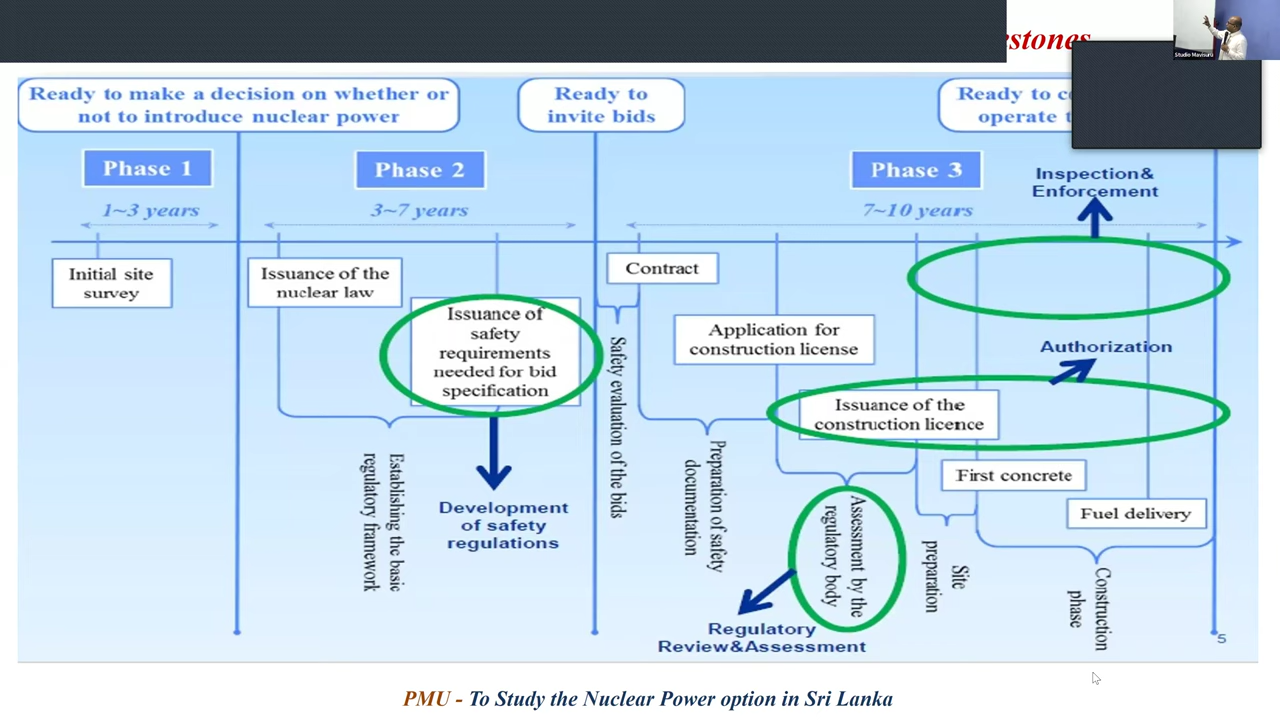 Studio Mavisuru
Ready to make a decision on whether or
not to introduce nuclear power
Ready to
invite bids
Ready to
operate
Phase 1
Phase 2
Phase 3
1~3 years
3~7 years
7~10 years
Inspection&
Enforcement
Initial site
survey
Issuance of the
nuclear law
Contract
Issuance of
safety
requirements
needed for bid
specification
Application for
construction license
Authorization
Issuance of the
construction licence
First concrete
Fuel delivery
Establishing the basic
regulatory framework
Development
of safety
regulations
Safety evaluation of the bids
Preparation of safety
documentation
Assessment by the
regulatory body
Site
preparation
Construction
phase
Regulatory
Review&Assessment
5
PMU - To Study the Nuclear Power option in Sri Lanka